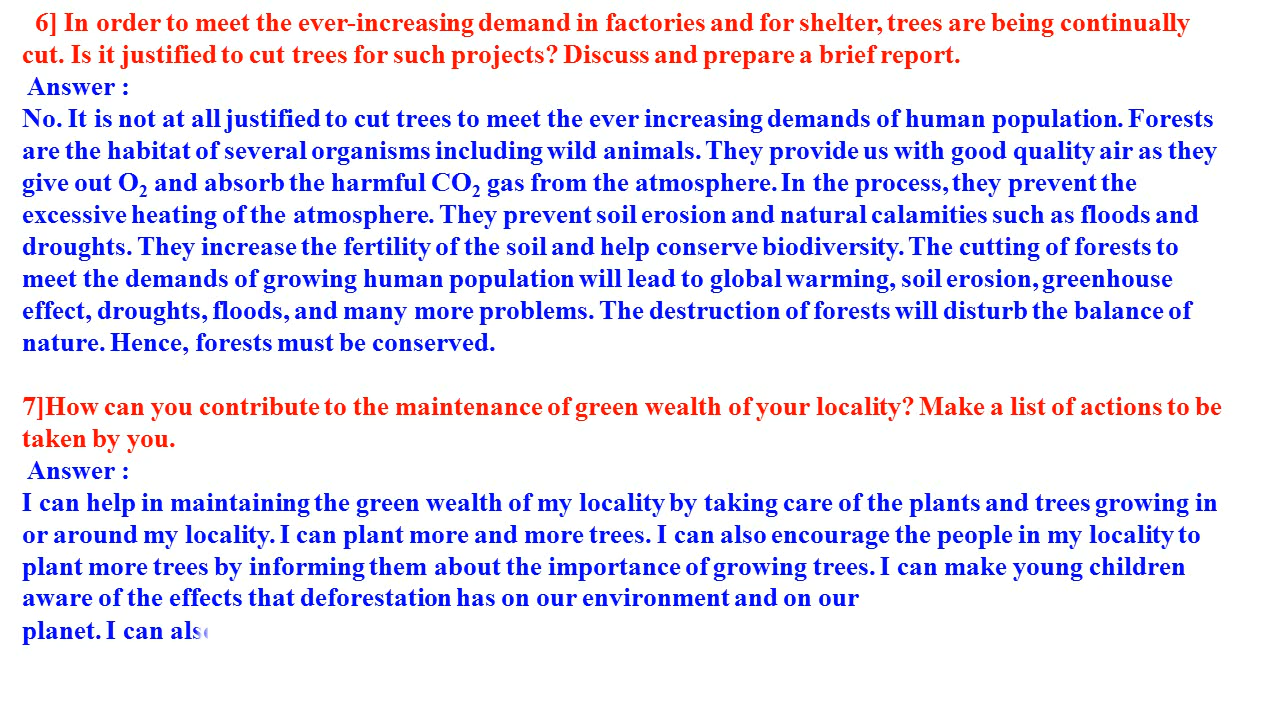 6] In order to meet the ever-increasing demand in factories and for shelter, trees are being continually
cut. Is it justified to cut trees for such projects? Discuss and prepare a brief report.
Answer :
No. It is not at all justified to cut trees to meet the ever increasing demands of human population. Forests
are the habitat of several organisms including wild animals. They provide us with good quality air as they
give out O₂ and absorb the harmful CO₂ gas from the atmosphere. In the process, they prevent the
excessive heating of the atmosphere. They prevent soil erosion and natural calamities such as floods and
droughts. They increase the fertility of the soil and help conserve biodiversity. The cutting of forests to
meet the demands of growing human population will lead to global warming, soil erosion, greenhouse
effect, droughts, floods, and many more problems. The destruction of forests will disturb the balance of
nature. Hence, forests must be conserved.
7]How can you contribute to the maintenance of green wealth of your locality? Make a list of actions to be
taken by you.
Answer :
I can help in maintaining the green wealth of my locality by taking care of the plants and trees growing in
or around my locality. I can plant more and more trees. I can also encourage the people in my locality to
plant more trees by informing them about the importance of growing trees. I can make young children
aware of the effects that deforestation has on our environment and on our
planet. I can als